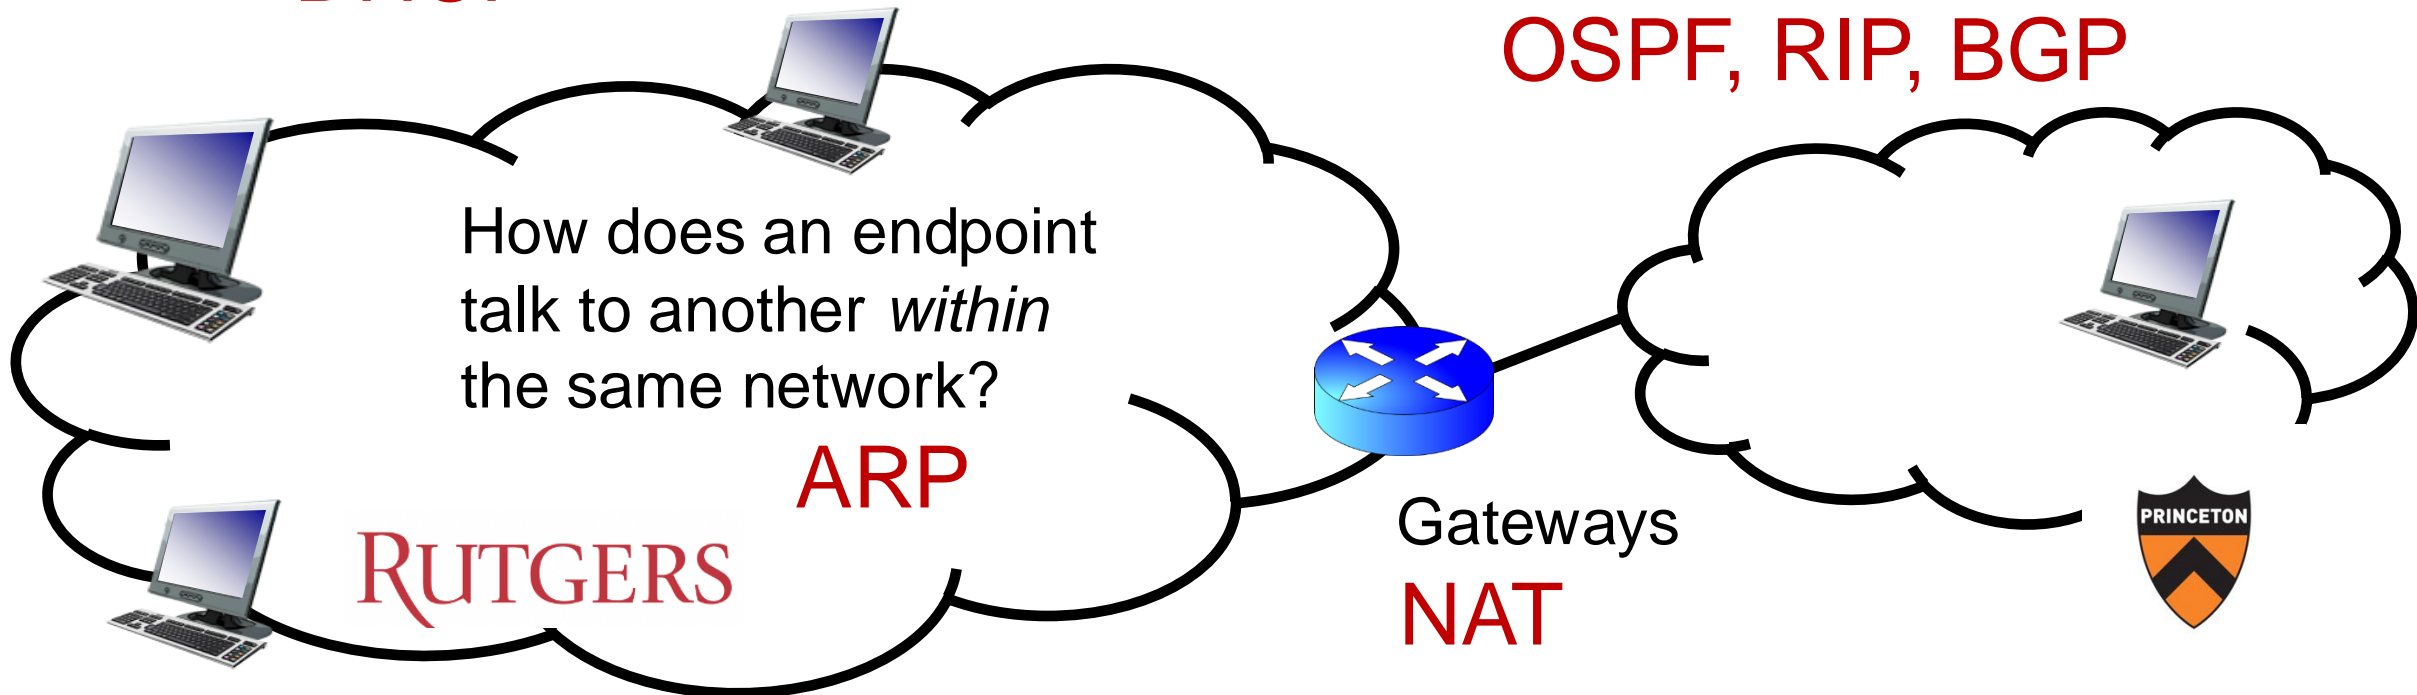 OSPF, RIP, BGP
How does an endpoint
talk to another within
the same network?
ARP
RUTGERS
Gateways
NAT
PRINCETON